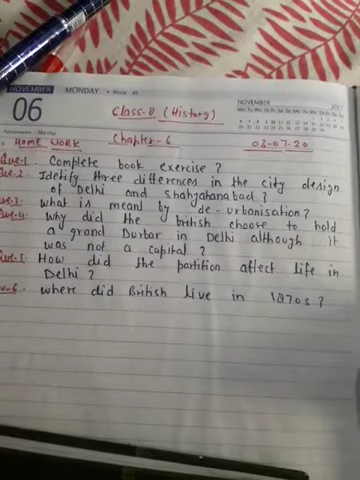 NOVEMBER
MONDAY • Week - 45
06
Class-8 (History)
NOVEMBER 2017
HOME WORK
Chapter-6
03-07-20
Que-1 Complete book exercise ?
Que-2 Idetify three differences in the city design
of Delhi and Shahjahanabad ?
Que-3 what is meant by de-urbanisation ?
Que-4 why did the british choose to hold
a grand Durbar in Delhi although it
was not a capital ?
Que-5 How did the partition affect life in
Delhi ?
where did British live in 1870s ?